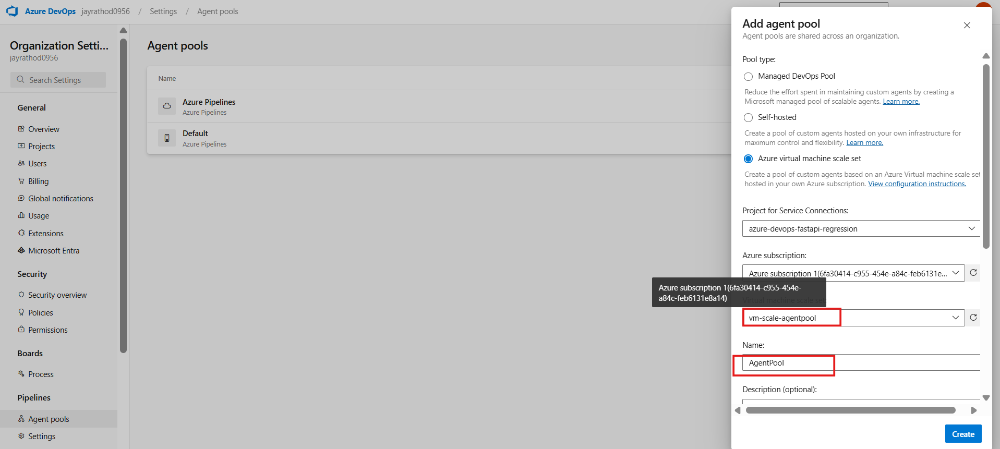 Azure DevOps jayrathod0956 / Settings / Agent pools
Organization Setti...
jayrathod0956
Search Settings
General
Overview
Projects
Users
Billing
Global notifications
Usage
Extensions
Microsoft Entra
Security
Security overview
Policies
Permissions
Boards
Process
Pipelines
Agent pools
Settings
Agent pools
Name
Azure Pipelines
Azure Pipelines
Default
Azure Pipelines
Add agent pool
Agent pools are shared across an organization.
Pool type:
Managed DevOps Pool
Reduce the effort spent in maintaining custom agents by creating a
Microsoft managed pool of scalable agents. Learn more.
Self-hosted
Create a pool of custom agents hosted on your own infrastructure for
maximum control and flexibility. Learn more.
Azure virtual machine scale set
Create a pool of custom agents based on an Azure Virtual machine scale set
hosted in your own Azure subscription. View configuration instructions.
Project for Service Connections:
azure-devops-fastapi-regression
Azure subscription:
Azure subscription 1(6fa30414-c955-454e-a84c-feb6131e...
Azure subscription 1(6fa30414-c955-454e-
a84c-feb6131e8a14)
Virtual machine scale set:
vm-scale-agentpool
Name:
AgentPool
Description (optional):
Create